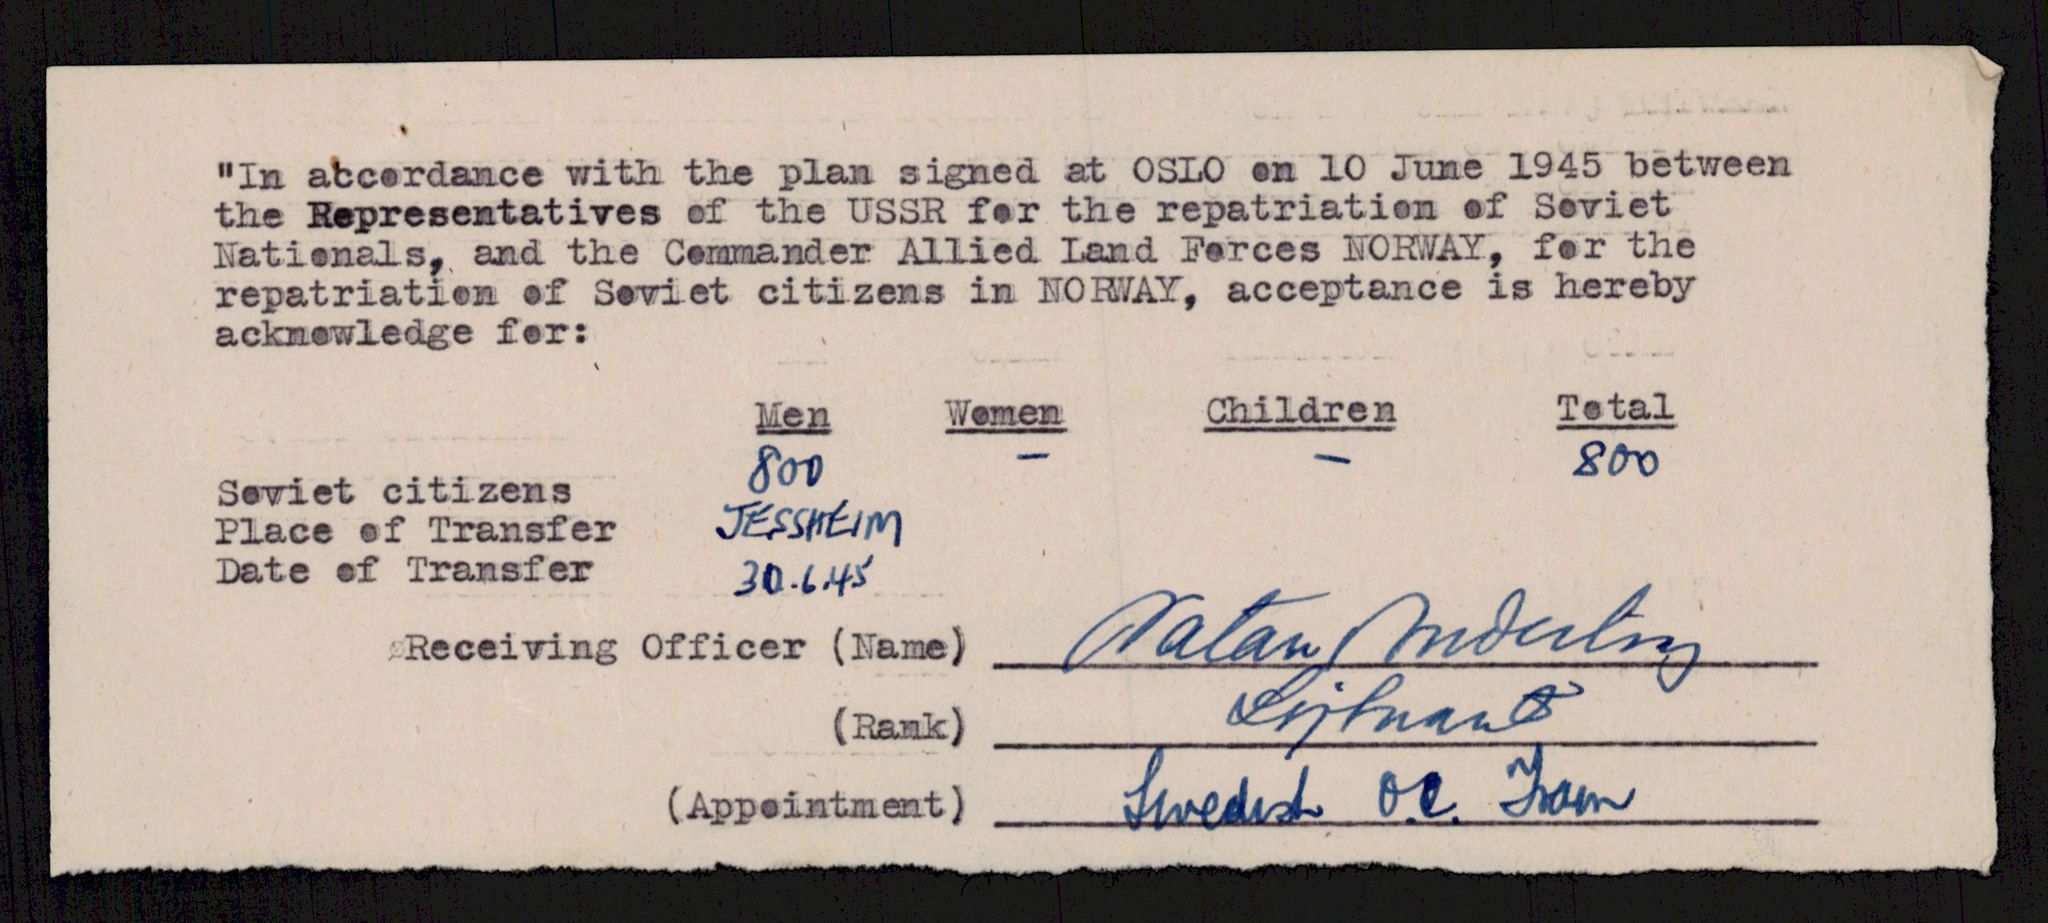 "In accordance with the plan signed at OSLO on 10 June 1945 between
the Representatives of the USSR for the repatriation of Soviet
Nationals, and the Commander Allied Land Forces NORWAY, for the
repatriation of Soviet citizens in NORWAY, acceptance is hereby
acknowledge for:
Men Women Children Total
800 - - 800
Soviet citizens
Place of Transfer JESSHEIM
Date of Transfer 30.6.45
Receiving Officer (Name) Natan
(Rank) Löjtnant
(Appointment) Swedish O.C. Train